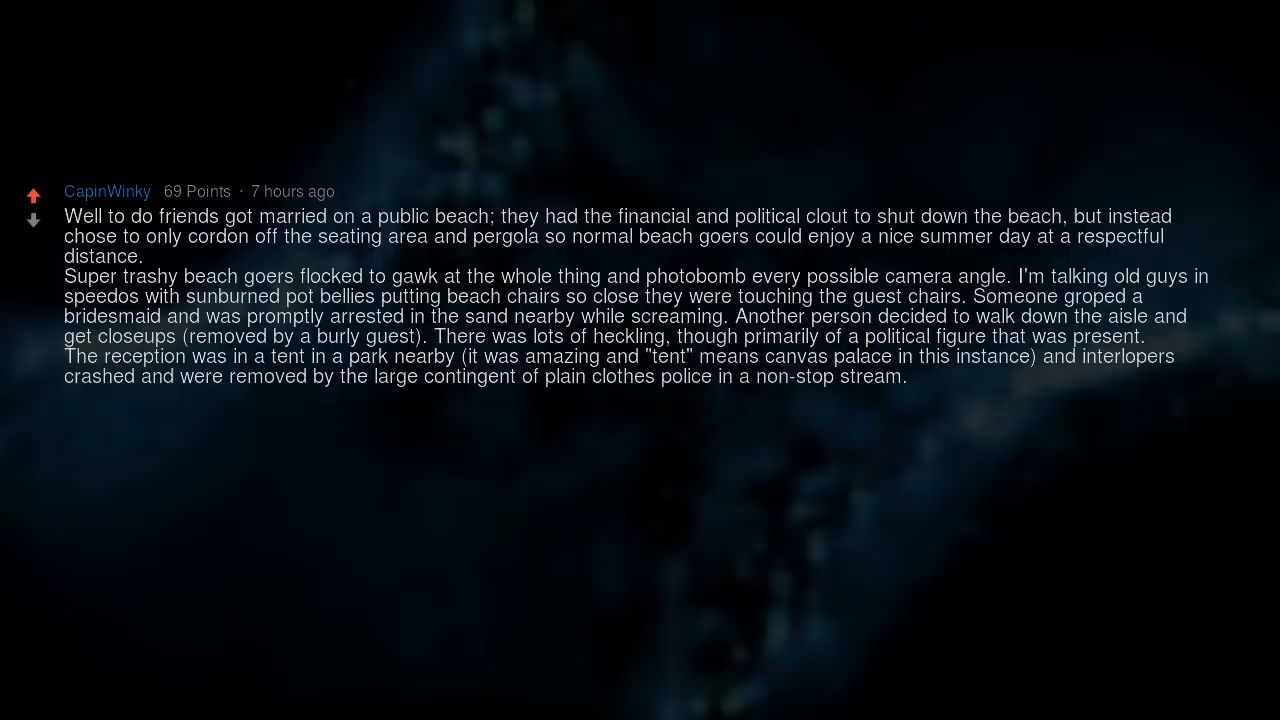 CapinWinky 69 Points · 7 hours ago
Well to do friends got married on a public beach; they had the financial and political clout to shut down the beach, but instead
chose to only cordon off the seating area and pergola so normal beach goers could enjoy a nice summer day at a respectful
distance.
Super trashy beach goers flocked to gawk at the whole thing and photobomb every possible camera angle. I'm talking old guys in
speedos with sunburned pot bellies putting beach chairs so close they were touching the guest chairs. Someone groped a
bridesmaid and was promptly arrested in the sand nearby while screaming. Another person decided to walk down the aisle and
get closeups (removed by a burly guest). There was lots of heckling, though primarily of a political figure that was present.
The reception was in a tent in a park nearby (it was amazing and "tent" means canvas palace in this instance) and interlopers
crashed and were removed by the large contingent of plain clothes police in a non-stop stream.